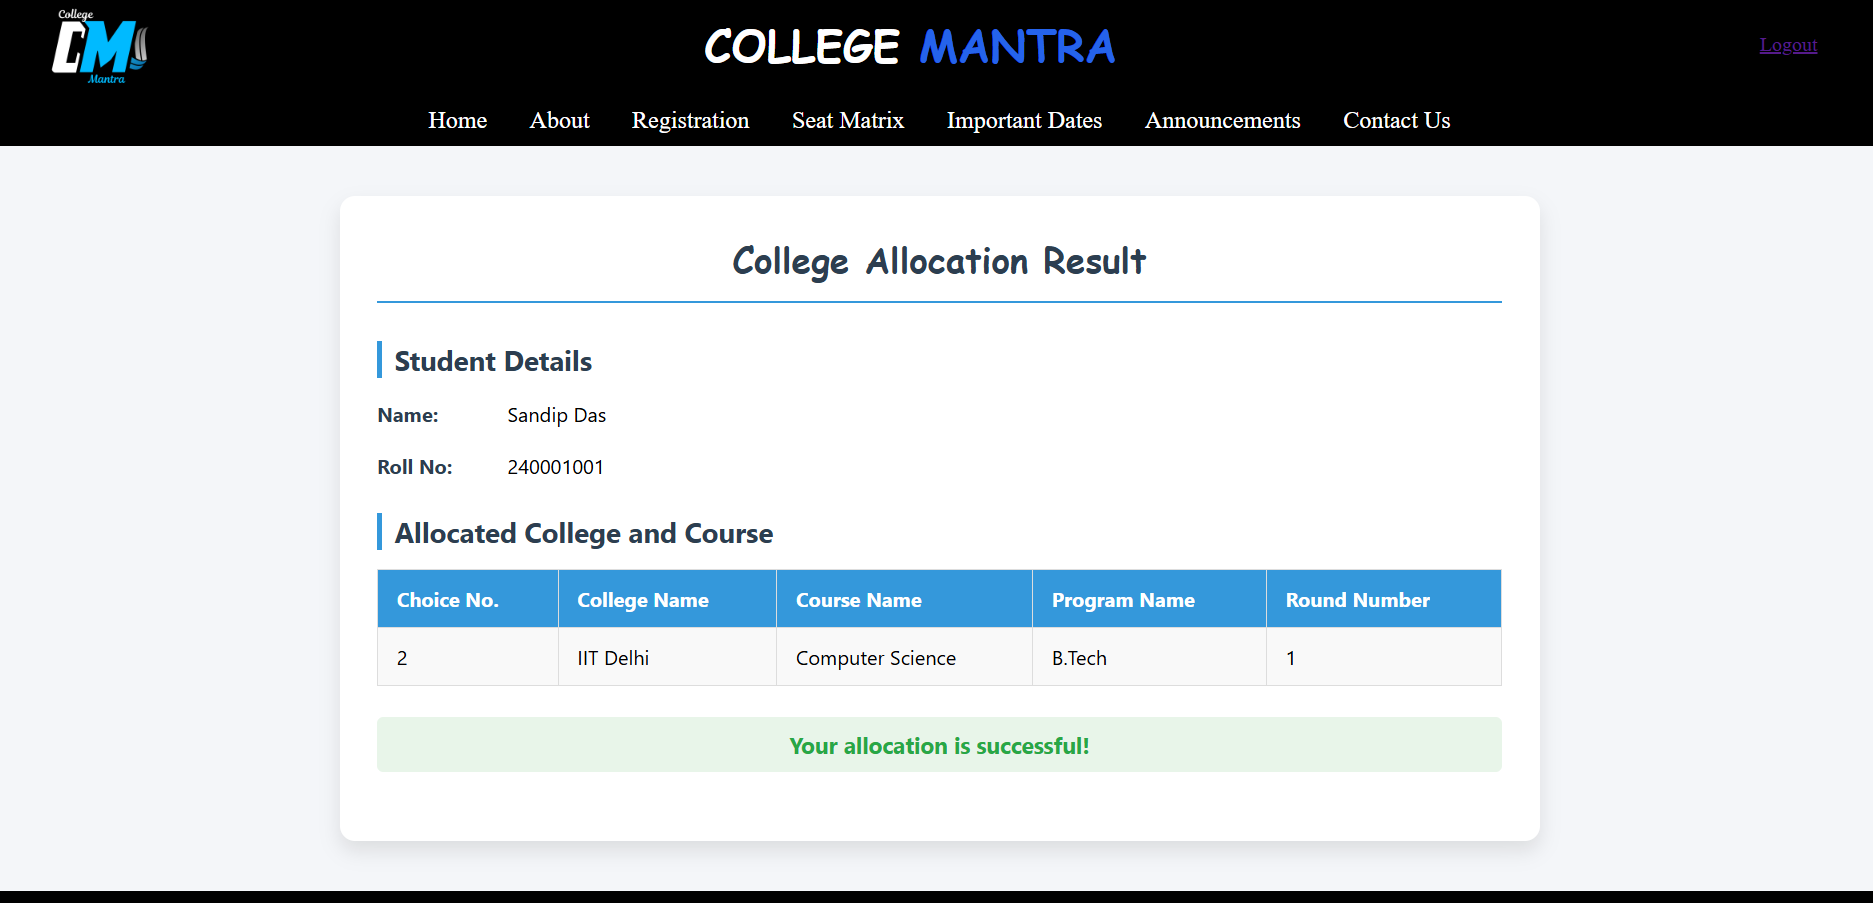 College
CM
Mantra
COLLEGE MANTRA
Logout
Home About Registration Seat Matrix Important Dates Announcements Contact Us
College Allocation Result
Student Details
Name: Sandip Das
Roll No: 240001001
Allocated College and Course
Choice No. College Name Course Name Program Name Round Number
2 IIT Delhi Computer Science B.Tech 1
Your allocation is successful!